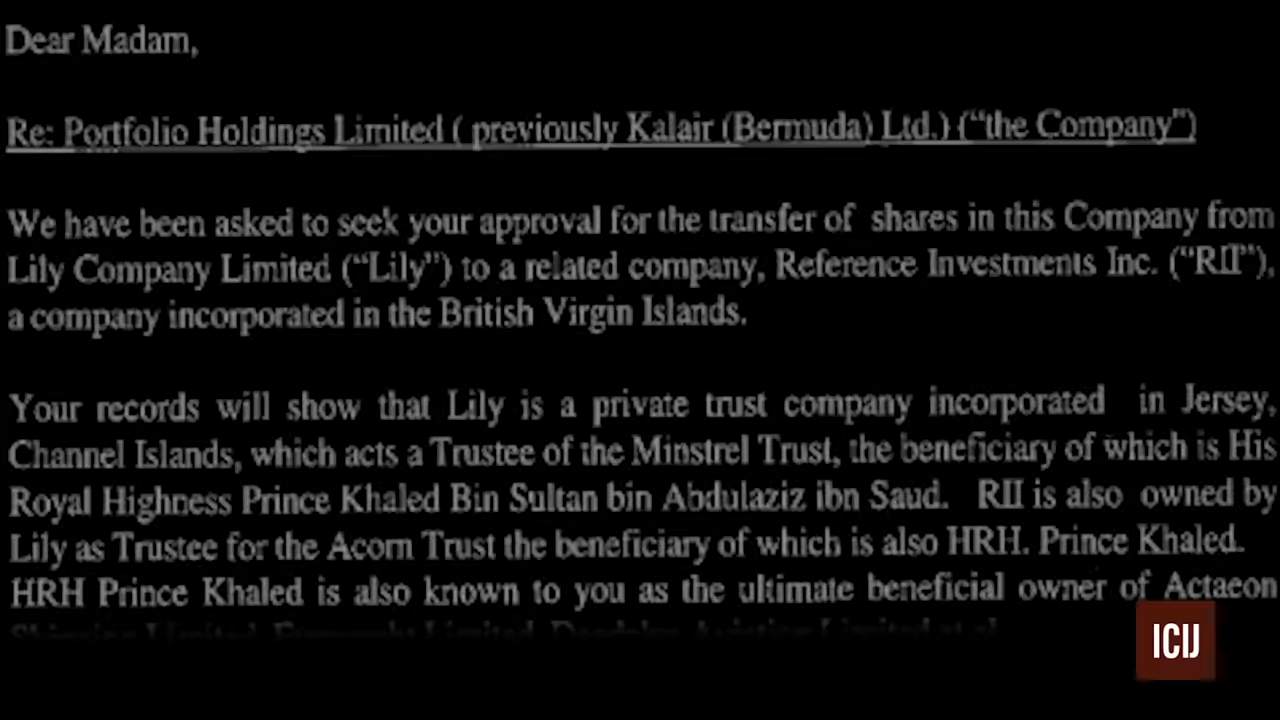 Dear Madam,
Re: Portfolio Holdings Limited ( previously Kalair (Bermuda) Ltd.) (“the Company”)
We have been asked to seek your approval for the transfer of shares in this Company from
Lily Company Limited (“Lily”) to a related company, Reference Investments Inc. (“RII”),
a company incorporated in the British Virgin Islands.
Your records will show that Lily is a private trust company incorporated in Jersey,
Channel Islands, which acts a Trustee of the Minstrel Trust, the beneficiary of which is His
Royal Highness Prince Khaled Bin Sultan bin Abdulaziz ibn Saud. RII is also owned by
Lily as Trustee for the Acorn Trust the beneficiary of which is also HRH. Prince Khaled.
HRH Prince Khaled is also known to you as the ultimate beneficial owner of Actaeon
Limited, Limited, Aviation Limited et al
ICIJ